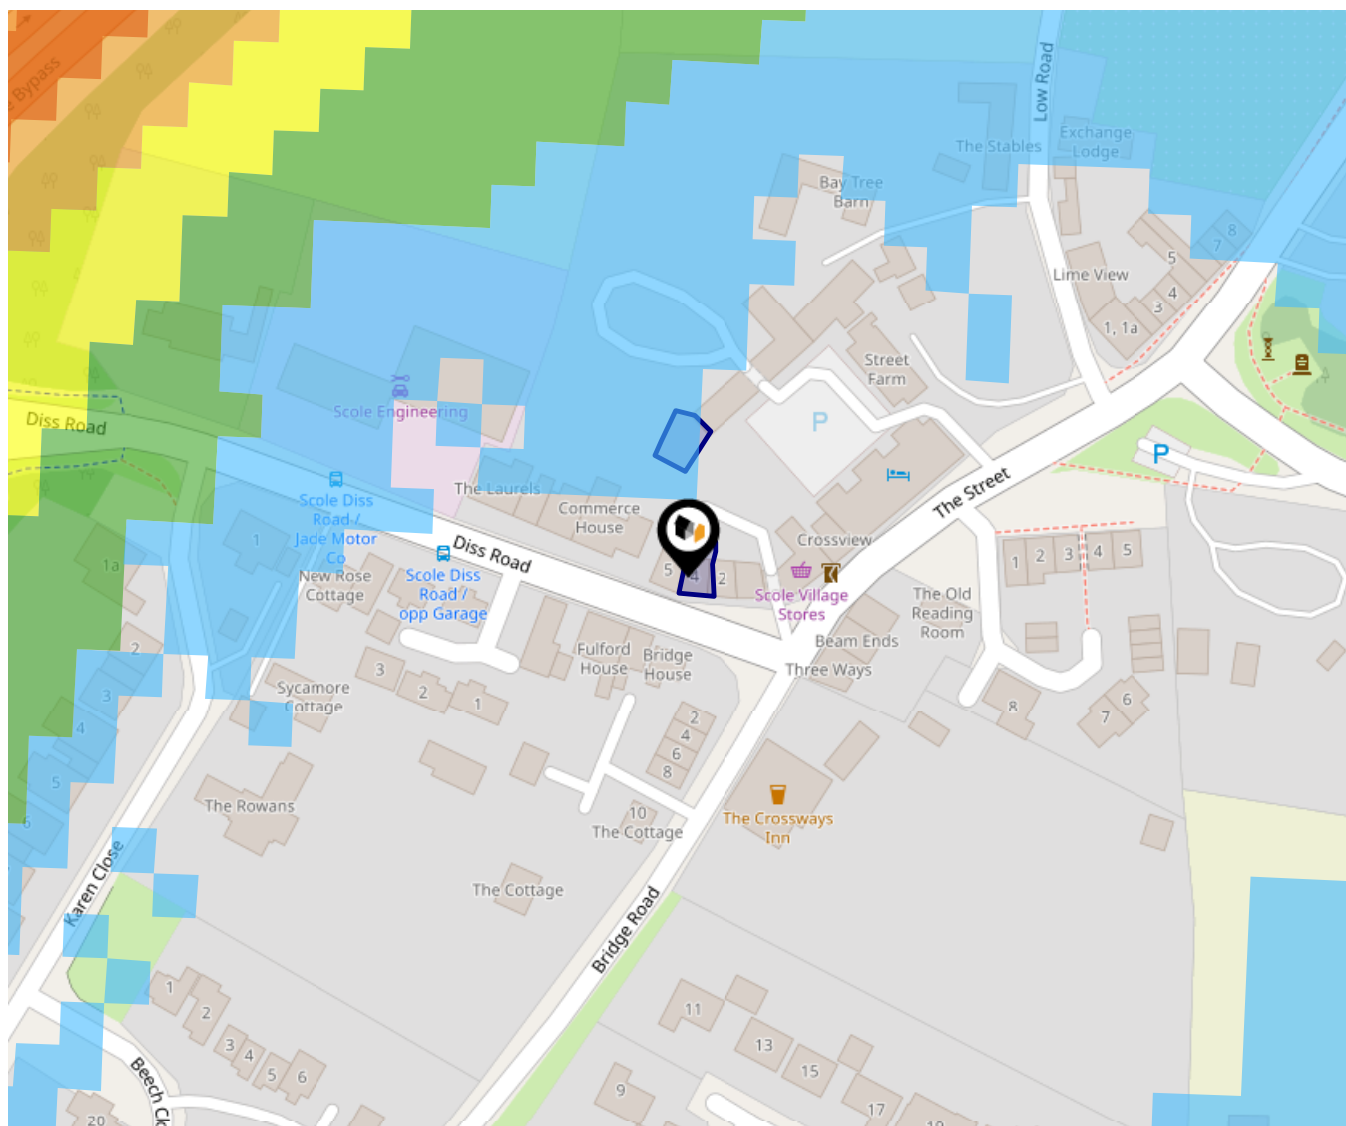 e Bypass
Low Road
The Stables
Exchange
Lodge
Bay Tree
Barn
8
7
5
4
3
Lime View
1, 1a
Street
Farm
Scole Engineering
Diss Road
P
P
The Street
The Laurels
Commerce
House
Scole Diss
Road /
Jade Motor
Co
Diss Road
Crossview
1
2
3
4
5
1
1a
New Rose
Cottage
Scole Diss
Road /
opp Garage
5
4
2
Scole Village
Stores
The Old
Reading
Room
Beam Ends
Three Ways
Fulford
House
Bridge
House
2
3
4
5
6
3
2
1
Sycamore
Cottage
2
4
6
8
8
6
7
The Rowans
10
The Cottage
The Crossways
Inn
Karen Close
The Cottage
Bridge Road
1
2
3
4
5
6
11
13
15
9
17
Beech Cl
20